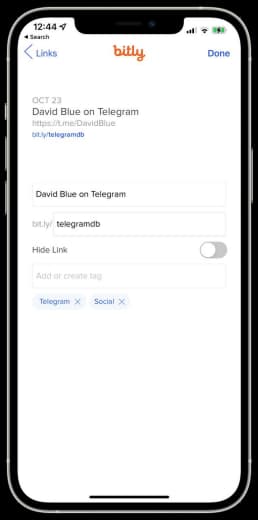 12:44
Search
Links
bitly
Done
OCT 23
David Blue on Telegram
https://t.me/DavidBlue
bit.ly/telegramdb
David Blue on Telegram
bit.ly/ telegramdb
Hide Link
Add or create tag
Telegram
Social